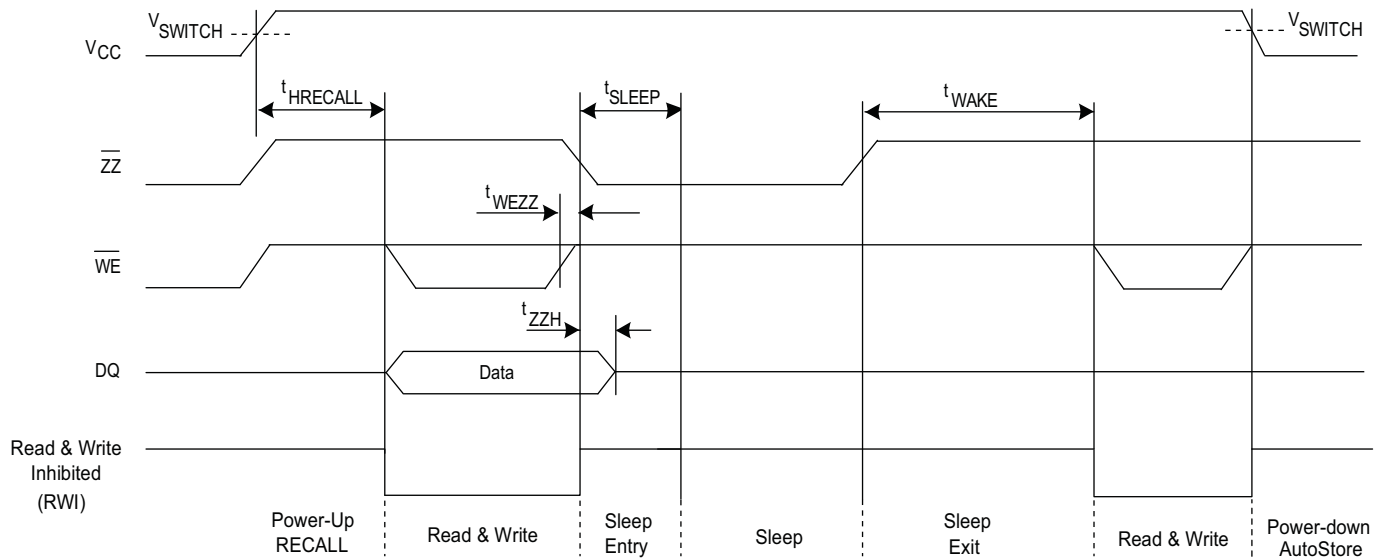 VSWITCH
VCC
VSWITCH
tHRECALL
tSLEEP
tWAKE
ZZ
tWEZZ
WE
tZZH
DQ
Data
Read & Write
Inhibited
(RWI)
Power-Up
RECALL
Read & Write
Sleep
Entry
Sleep
Sleep
Exit
Read & Write
Power-down
AutoStore